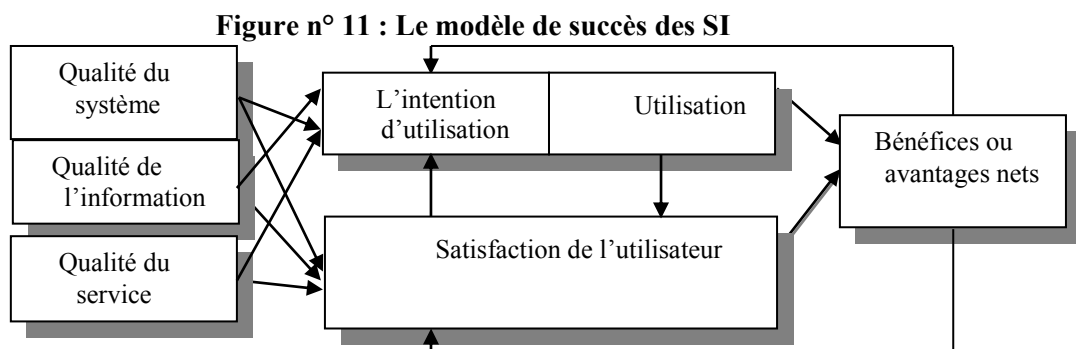 Figure n° 11 : Le modèle de succès des SI
Qualité du
système
Qualité de
l’information
Qualité du
service
L’intention
d’utilisation
Utilisation
Satisfaction de l’utilisateur
Bénéfices ou
avantages nets